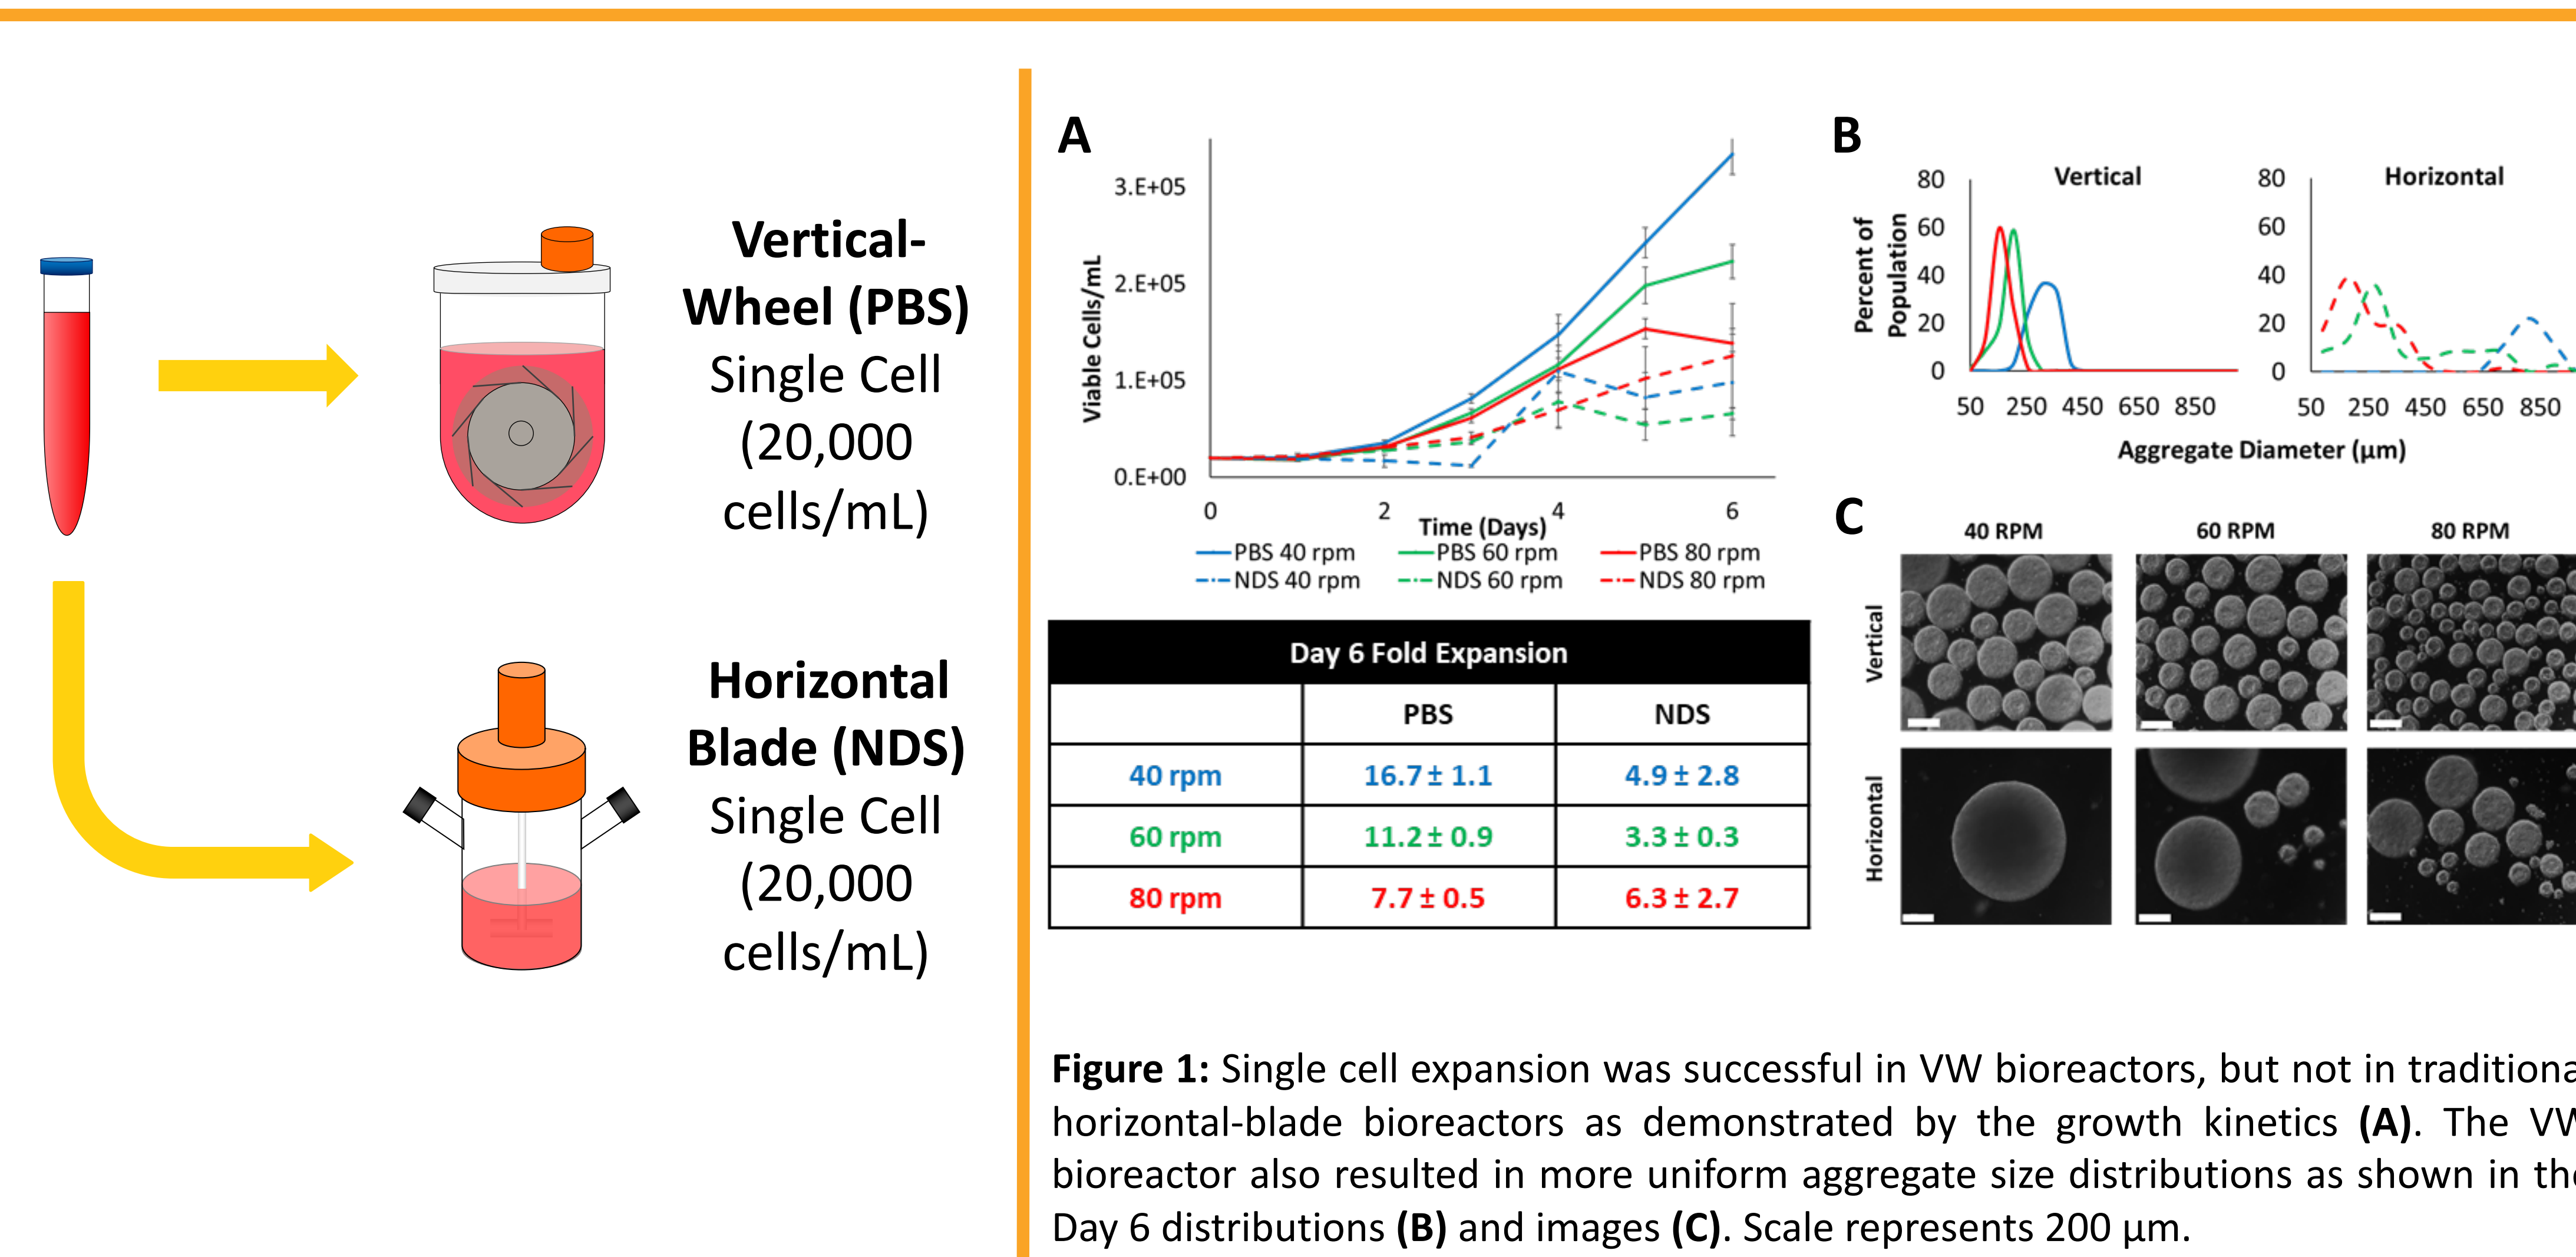 Vertical-
Wheel (PBS)
Single Cell
(20,000
cells/mL)
Horizontal
Blade (NDS)
Single Cell
(20,000
cells/mL)
A
3.E+05
2.E+05
1.E+05
0.E+00
Viable Cells/mL
0 2 4 6
Time (Days)
PBS 40 rpm PBS 60 rpm PBS 80 rpm
NDS 40 rpm NDS 60 rpm NDS 80 rpm
Day 6 Fold Expansion
PBS NDS
40 rpm 16.7 ± 1.1 4.9 ± 2.8
60 rpm 11.2 ± 0.9 3.3 ± 0.3
80 rpm 7.7 ± 0.5 6.3 ± 2.7
B
Vertical
Percent of
Population
80
60
40
20
0
50 250 450 650 850
Horizontal
80
60
40
20
0
50 250 450 650 850
Aggregate Diameter (μm)
C
40 RPM 60 RPM 80 RPM
Vertical
Horizontal
Figure 1: Single cell expansion was successful in VW bioreactors, but not in traditiona
horizontal-blade bioreactors as demonstrated by the growth kinetics (A). The VW
bioreactor also resulted in more uniform aggregate size distributions as shown in the
Day 6 distributions (B) and images (C). Scale represents 200 μm.